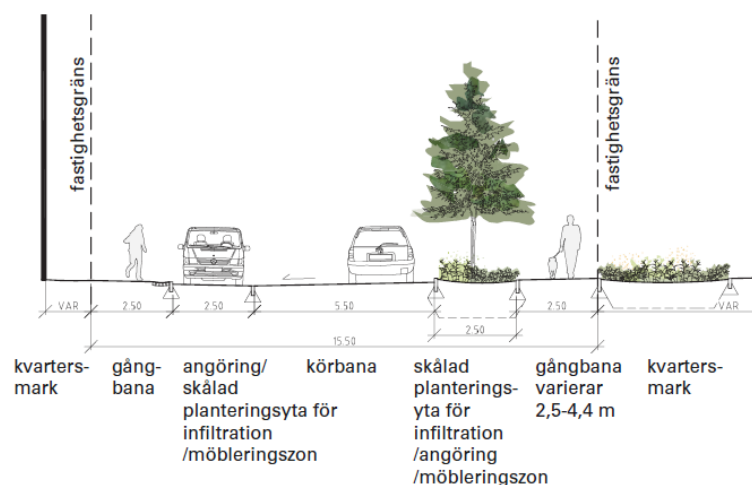 fastighetsgräns
fastighetsgräns
VAR
2.50
2.50
5.50
2.50
VAR
2.50
15.50
kvarters-
mark
gång-
bana
angöring/
skålad
planteringsyta för
infiltration
/möbleringszon
körbana
skålad
planterings-
yta för
infiltration
/angöring
/möbleringszon
gångbana
varierar
2,5-4,4 m
kvarters-
mark